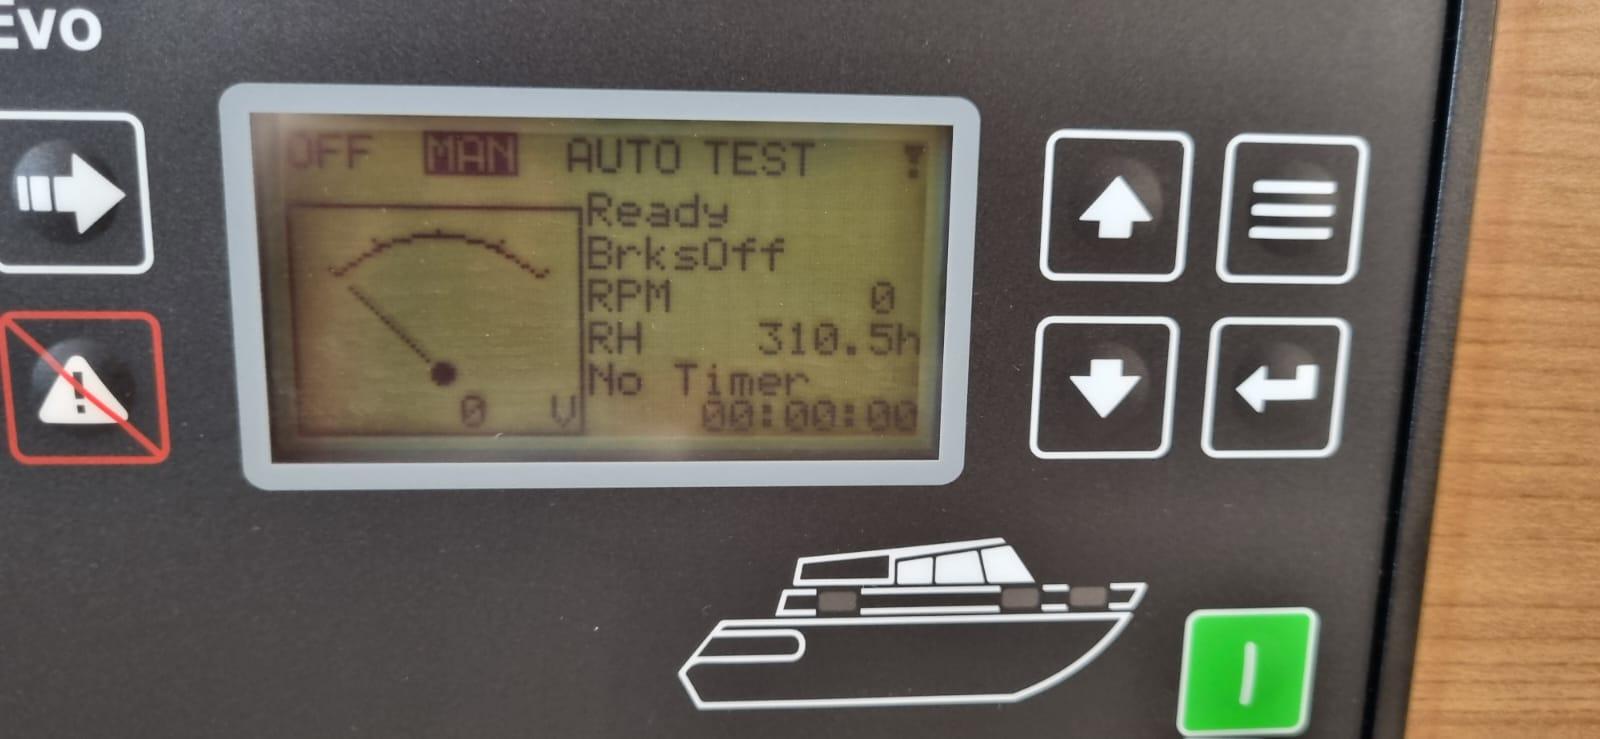 Evo
OFF MAN AUTO TEST !
Ready
BrksOff
RPM 0
RH 310.5h
No Timer
00:00:00
0 V